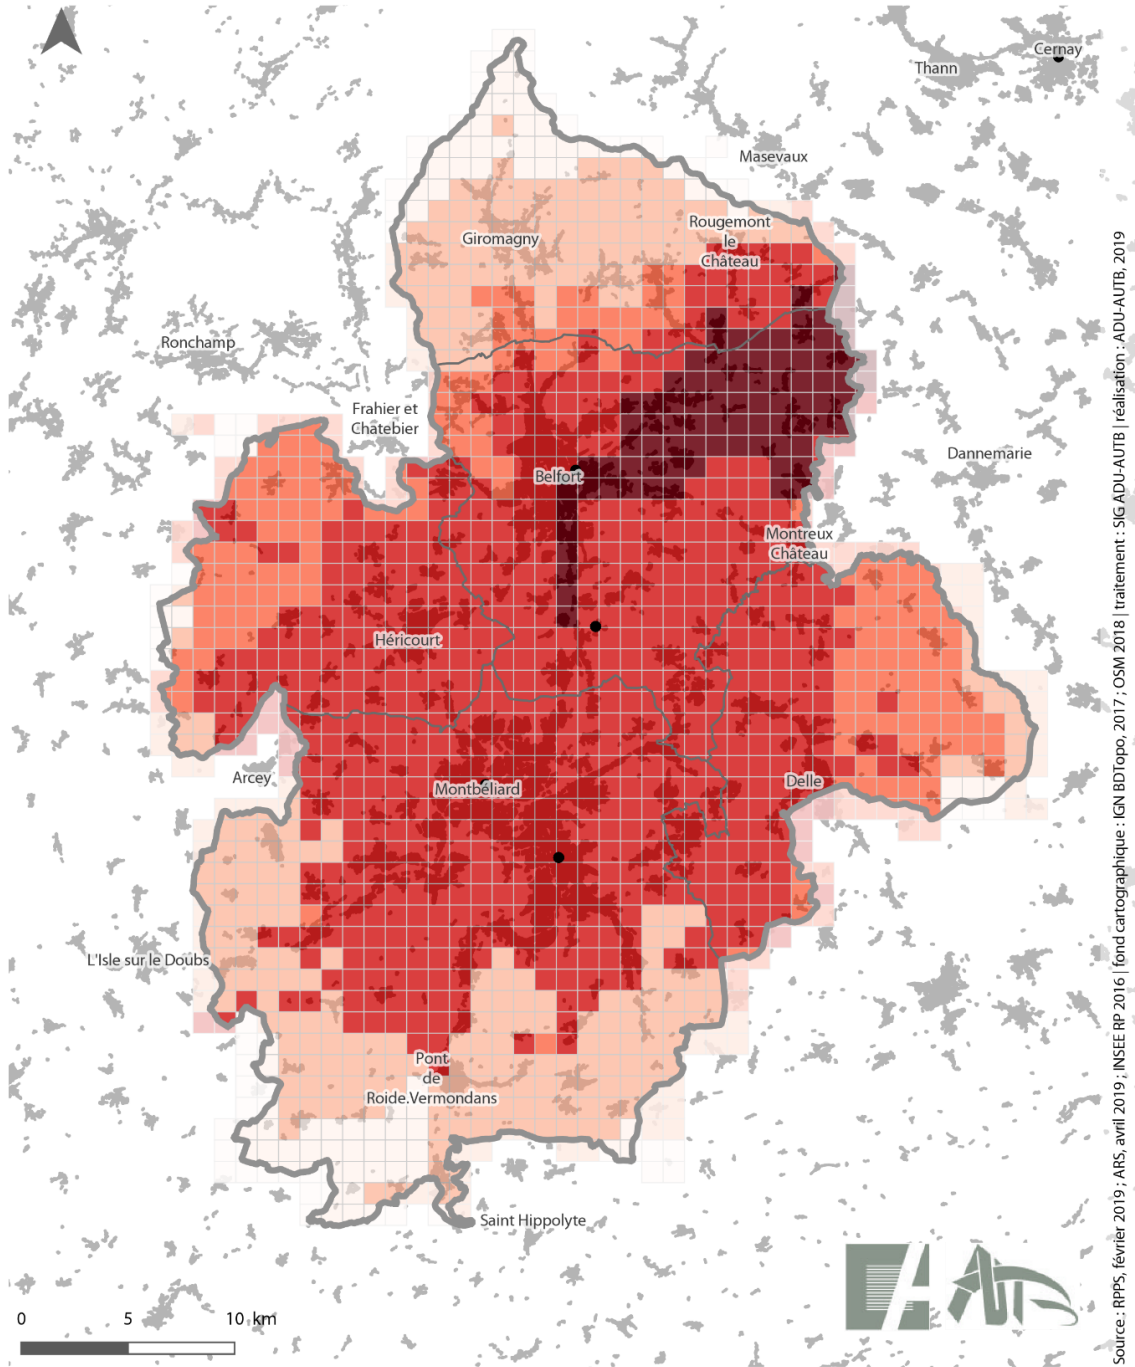 Cernay
Thann
Masevaux
Rougemont
le
Château
Giromagny
Ronchamp
Frahier et
Chatebier
Dannemarie
Belfort
Montreux
Château
Héricourt
Arcey
Montbéliard
Delle
L'Isle sur le Doubs
Pont
de
Roide.Vermondans
Saint Hippolyte
0 5 10 km
Source : RPPS, février 2019 ; ARS, avril 2019 ; INSEE RP 2016 | fond cartographique : IGN BDTopo, 2017 ; OSM 2018 | traitement : SIG ADU-AUTB | réalisation : ADU-AUTB, 2019